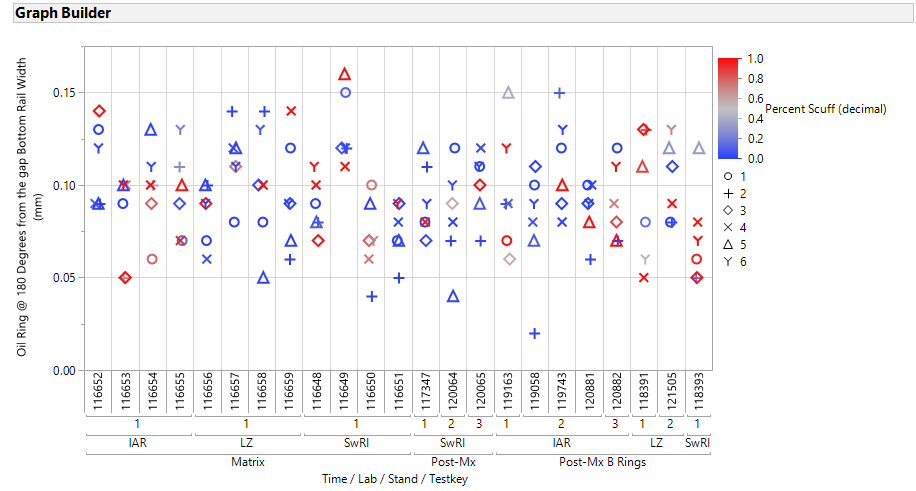 Graph Builder
Oil Ring @ 180 Degrees from the gap Bottom Rail Width
(mm)
0.15
0.10
0.05
0.00
116652 116653 116654 116655 116656 116657 116658 116659 116648 116649 116650 116651 117347 120064 120065 119163 119058 119743 120881 120882 118391 121505 118393
1 1 1 1 2 3 1 2 3 1 2 1
IAR LZ SwRI SwRI IAR LZ SwRI
Matrix Post-Mx Post-Mx B Rings
Time / Lab / Stand / Testkey
1.0
0.8
0.6
0.4
0.2
0.0
Percent Scuff (decimal)
1
2
3
4
5
6